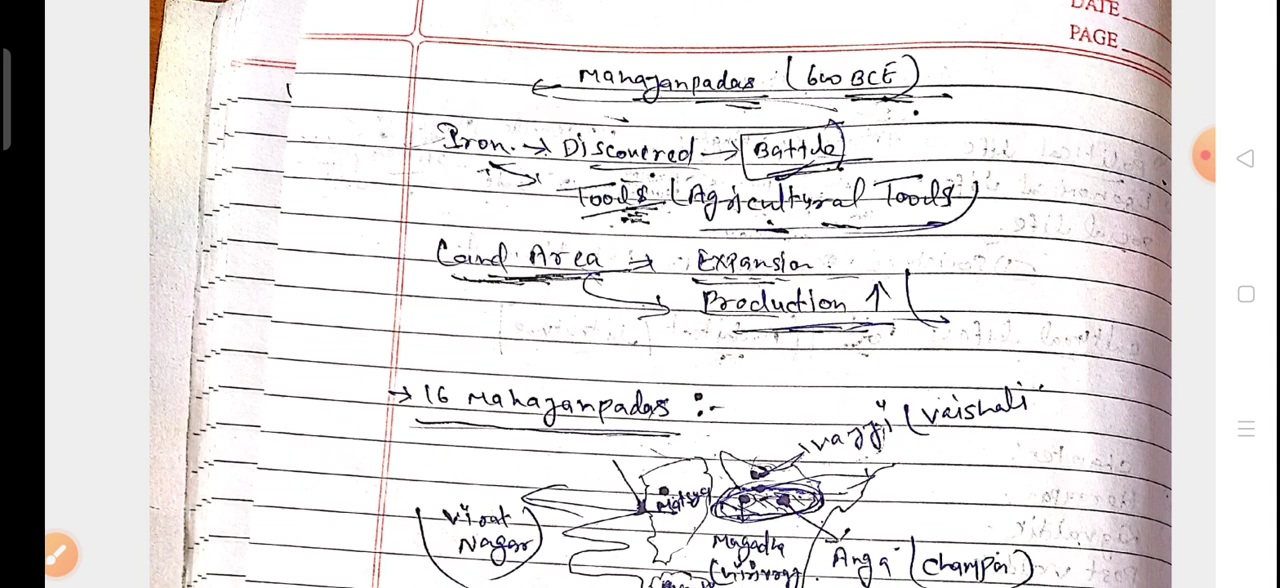 DATE
PAGE
Mahajanpadas (600 BCE)
Iron → Discovered → Battle
Tools (Agricultural Tools)
Land Area → Expansion
Production ↑
→ 16 Mahajanpadas :-
Vajji (Vaishali
Matsya
Virat
Nagar
Magadha
Anga (Champa)